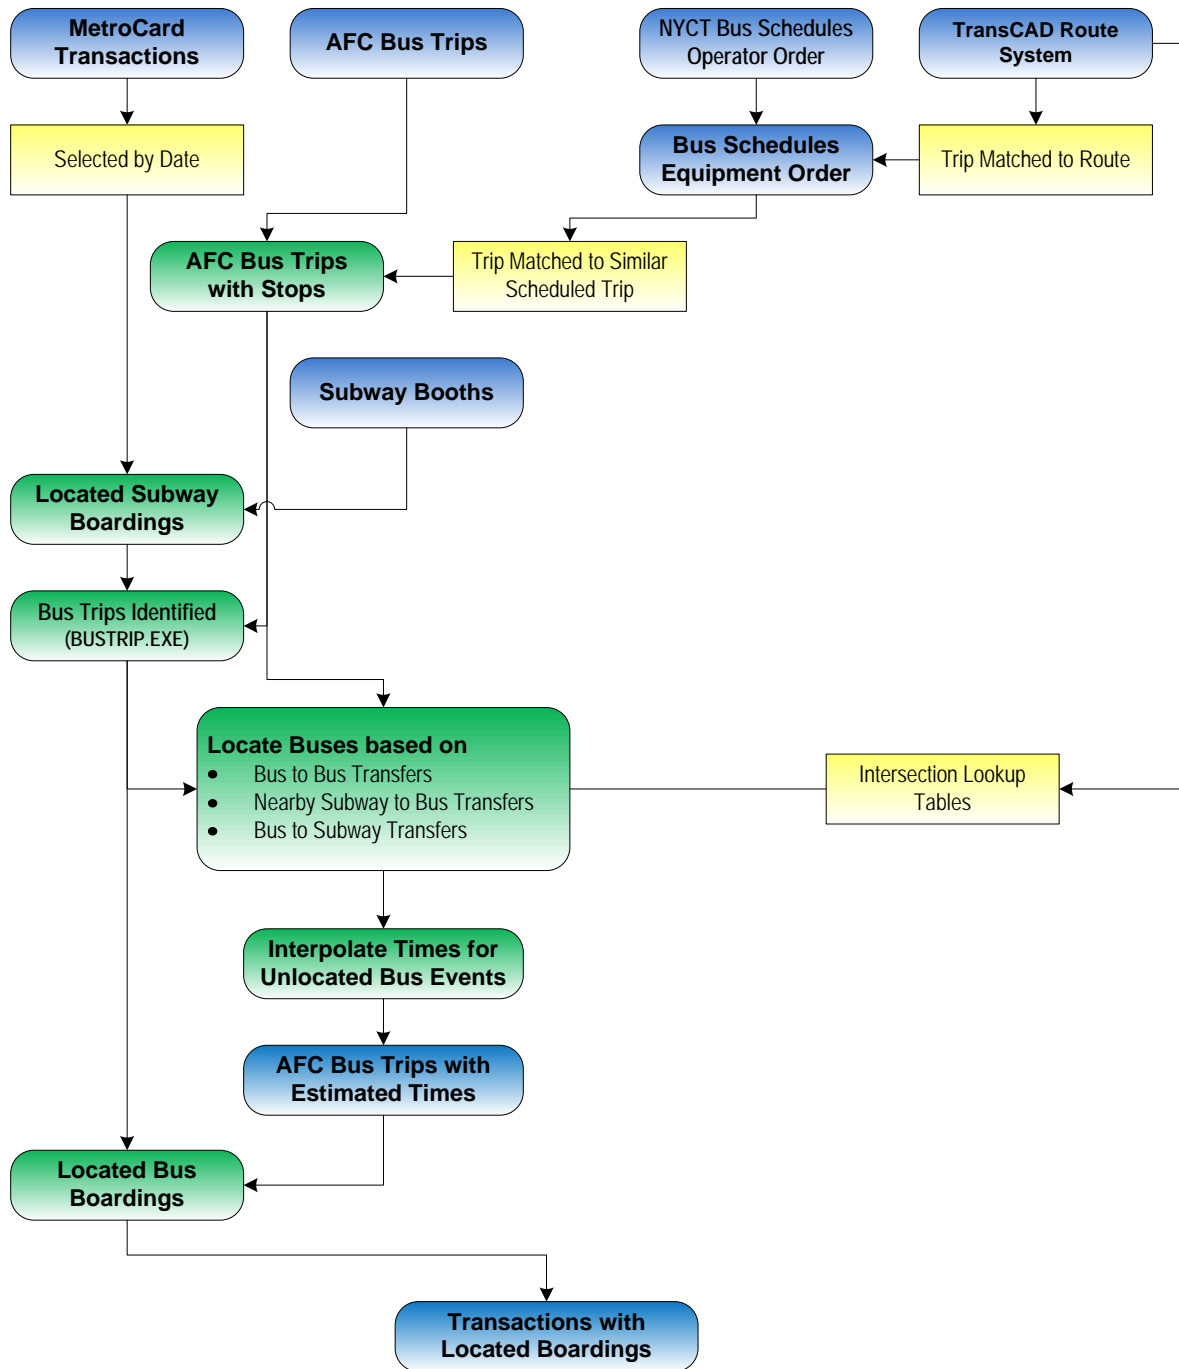 MetroCard
Transactions
AFC Bus Trips
NYCT Bus Schedules
Operator Order
TransCAD Route
System
Selected by Date
Bus Schedules
Equipment Order
Trip Matched to Route
AFC Bus Trips
with Stops
Trip Matched to Similar
Scheduled Trip
Subway Booths
Located Subway
Boardings
Bus Trips Identified
(BUSTRIP.EXE)
Locate Buses based on
• Bus to Bus Transfers
• Nearby Subway to Bus Transfers
• Bus to Subway Transfers
Intersection Lookup
Tables
Interpolate Times for
Unlocated Bus Events
AFC Bus Trips with
Estimated Times
Located Bus
Boardings
Transactions with
Located Boardings